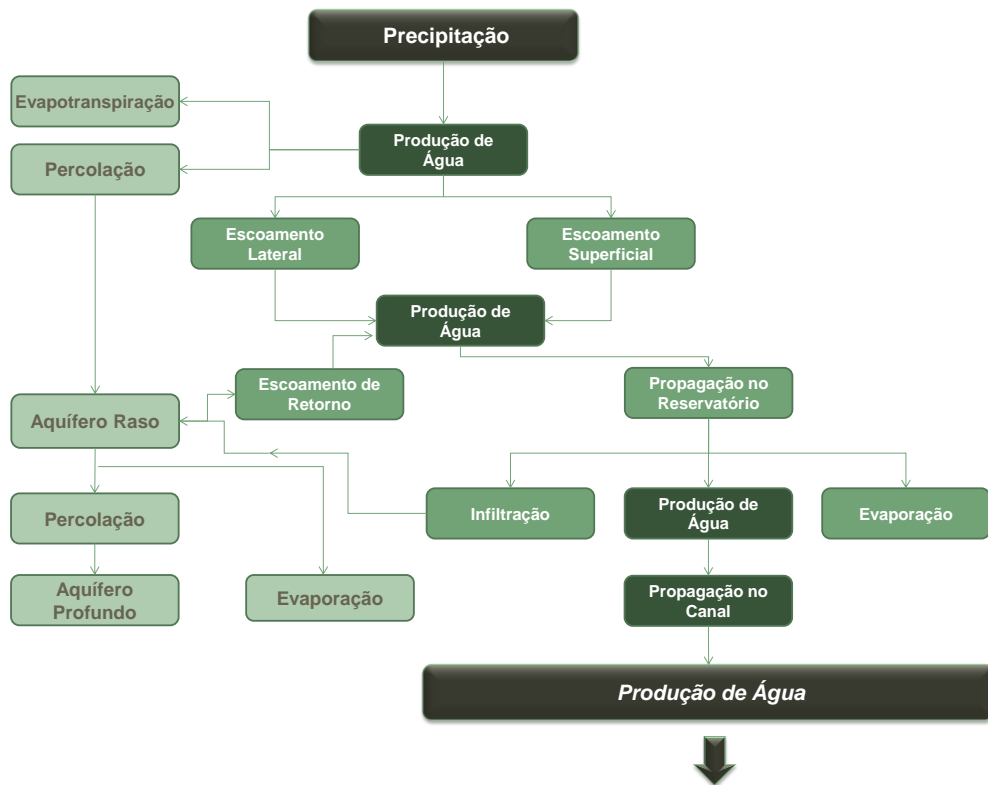 Precipitação
Evapotranspiração
Produção de
Água
Percolação
Escoamento
Lateral
Escoamento
Superficial
Produção de
Água
Escoamento de
Retorno
Propagação no
Reservatório
Aquífero Raso
Percolação
Infiltração
Produção de
Água
Evaporação
Aquífero
Profundo
Evaporação
Propagação no
Canal
Produção de Água